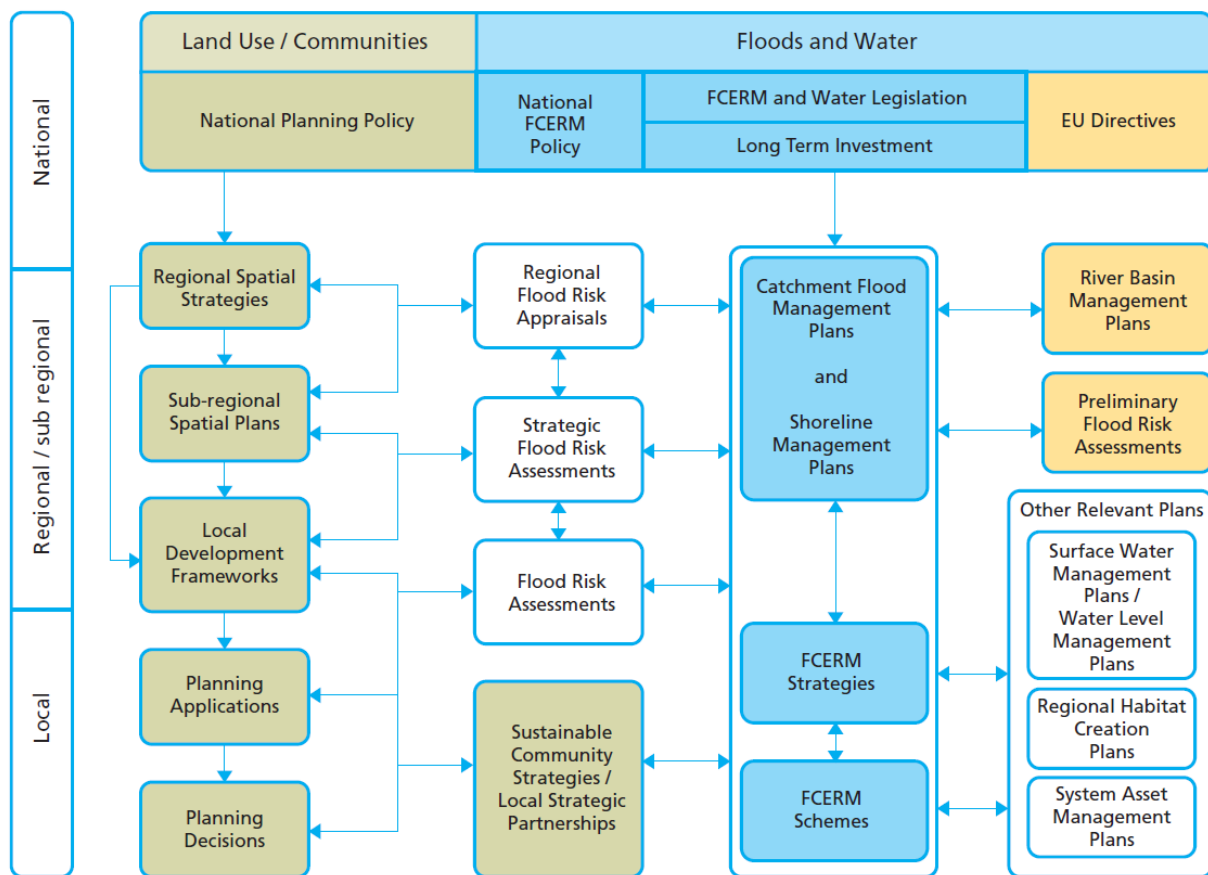 Land Use / Communities
Floods and Water
National Planning Policy
National
FCERM
Policy
FCERM and Water Legislation
Long Term Investment
EU Directives
National
Regional / sub regional
Local
Regional Spatial
Strategies
Sub-regional
Spatial Plans
Local
Development
Frameworks
Planning
Applications
Planning
Decisions
Regional
Flood Risk
Appraisals
Strategic
Flood Risk
Assessments
Flood Risk
Assessments
Sustainable
Community
Strategies /
Local Strategic
Partnerships
Catchment Flood
Management
Plans
and
Shoreline
Management
Plans
FCERM
Strategies
FCERM
Schemes
River Basin
Management
Plans
Preliminary
Flood Risk
Assessments
Other Relevant Plans
Surface Water
Management
Plans /
Water Level
Management
Plans
Regional Habitat
Creation
Plans
System Asset
Management
Plans